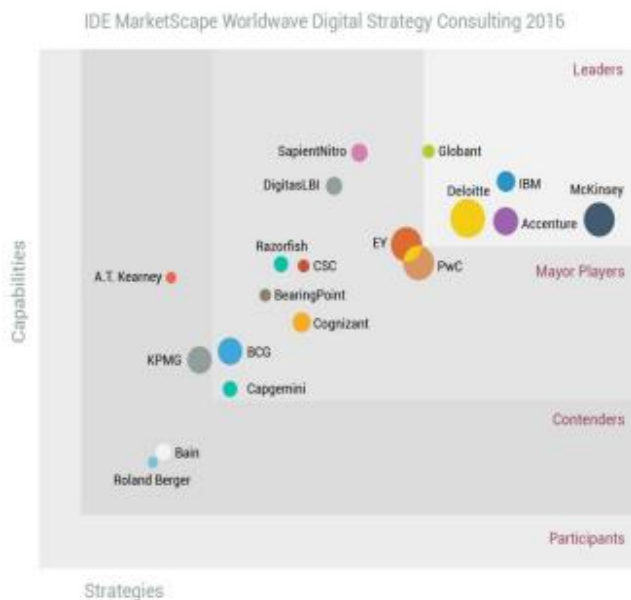 IDE MarketScape Worldwave Digital Strategy Consulting 2016
Leaders
SapientNitro
Globant
DigitasLBI
IBM
Deloitte
McKinsey
Accenture
EY
Razorfish
CSC
PwC
Mayor Players
A.T. Kearney
BearingPoint
Cognizant
KPMG
BCG
Capgemini
Contenders
Bain
Roland Berger
Participants
Capabilities
Strategies